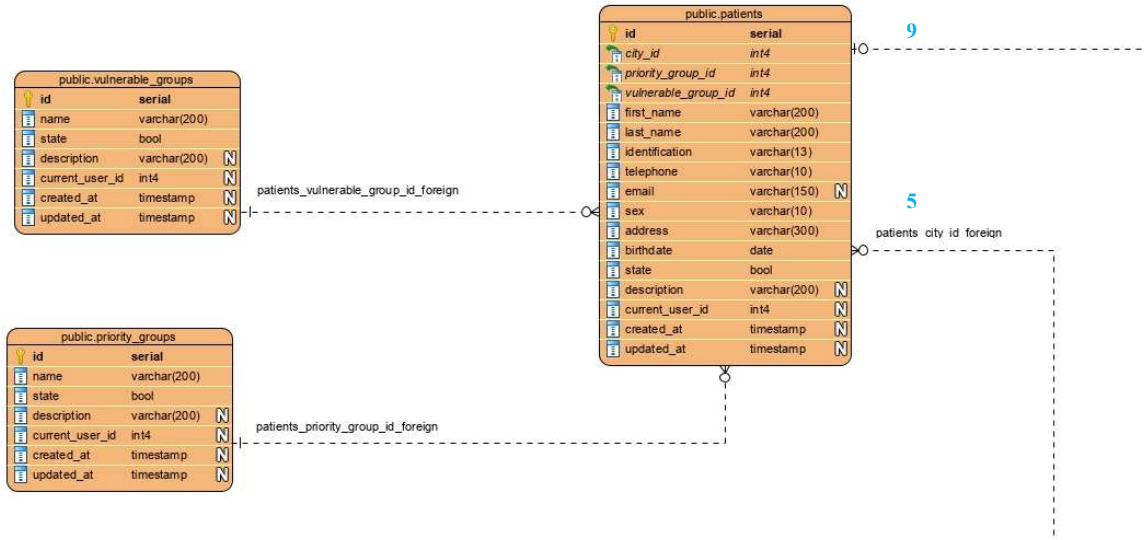 public.vulnerable_groups
id serial
name varchar(200)
state bool
description varchar(200) N
current_user_id int4 N
created_at timestamp N
updated_at timestamp N
patients_vulnerable_group_id_foreign
public.priority_groups
id serial
name varchar(200)
state bool
description varchar(200) N
current_user_id int4 N
created_at timestamp N
updated_at timestamp N
patients_priority_group_id_foreign
public.patients
id serial
city_id int4
priority_group_id int4
vulnerable_group_id int4
first_name varchar(200)
last_name varchar(200)
identification varchar(13)
telephone varchar(10)
email varchar(150) N
sex varchar(10)
address varchar(300)
birthdate date
state bool
description varchar(200) N
current_user_id int4 N
created_at timestamp N
updated_at timestamp N
9
5
patients_city_id_foreign